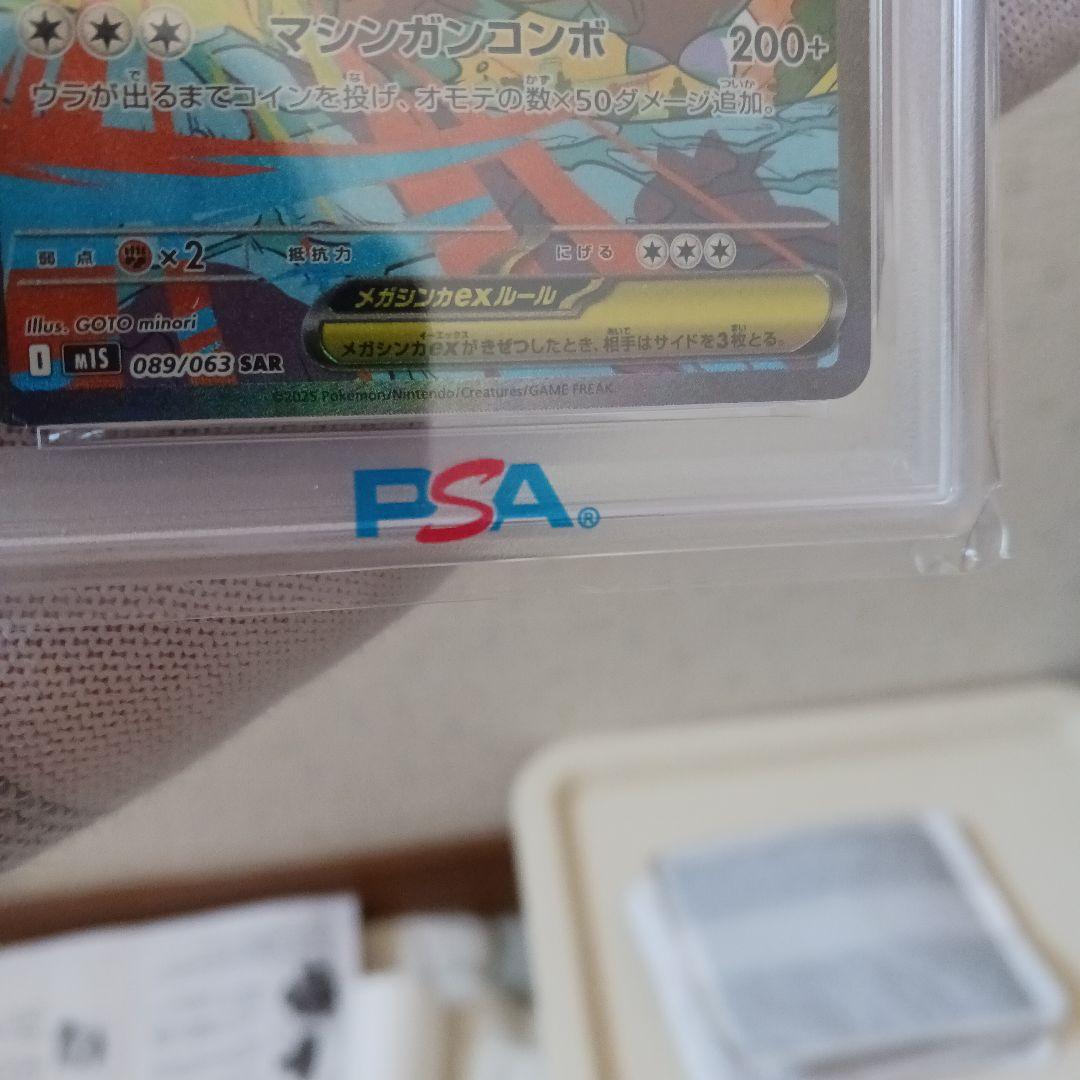 マシンガンコンボ 200+
ウラが出るまでコインを投げ、オモテの数×50ダメージ追加。
弱点 ×2 抵抗力 にげる
メガシンカexルール
メガシンカexがきぜつしたとき、相手はサイドを3枚とる。
Illus. GOTO minori
I M1S 089/063 SAR
©2025 Pokémon/Nintendo/Creatures/GAME FREAK.
PSA®